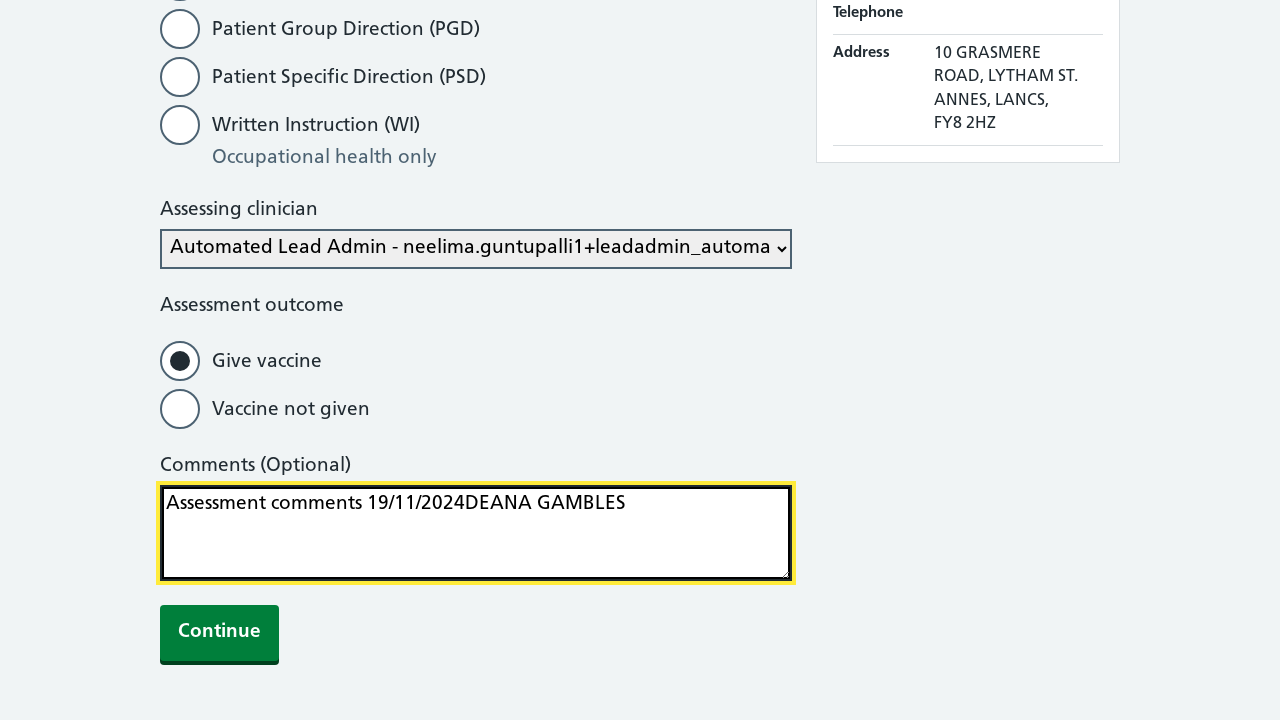 Patient Group Direction (PGD)
Patient Specific Direction (PSD)
Written Instruction (WI)
Occupational health only
Assessing clinician
Automated Lead Admin - neelima.guntupalli1+leadadmin_automa
Assessment outcome
Give vaccine
Vaccine not given
Comments (Optional)
Assessment comments 19/11/2024DEANA GAMBLES
Continue
Telephone
Address
10 GRASMERE
ROAD, LYTHAM ST.
ANNES, LANCS,
FY8 2HZ